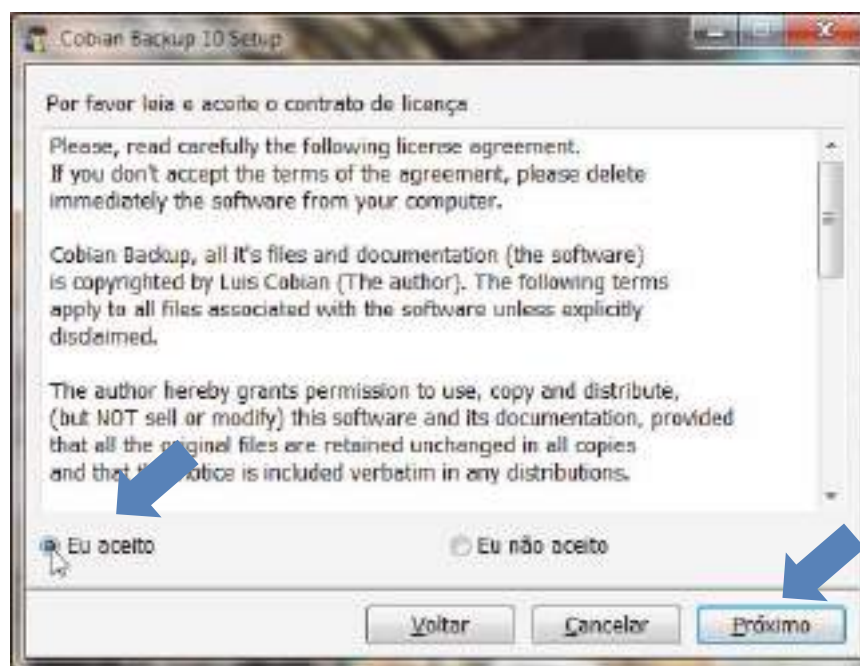 Cobian Backup 10 Setup
Por favor leia e aceite o contrato de licença
Please, read carefully the following license agreement.
If you don't accept the terms of the agreement, please delete
immediately the software from your computer.
Cobian Backup, all it's files and documentation (the software)
is copyrighted by Luis Cobian (The author). The following terms
apply to all files associated with the software unless explicitly
disclaimed.
The author hereby grants permission to use, copy and distribute,
(but NOT sell or modify) this software and its documentation, provided
that all the original files are retained unchanged in all copies
and that this notice is included verbatim in any distributions.
Eu aceito
Eu não aceito
Voltar
Cancelar
Próximo